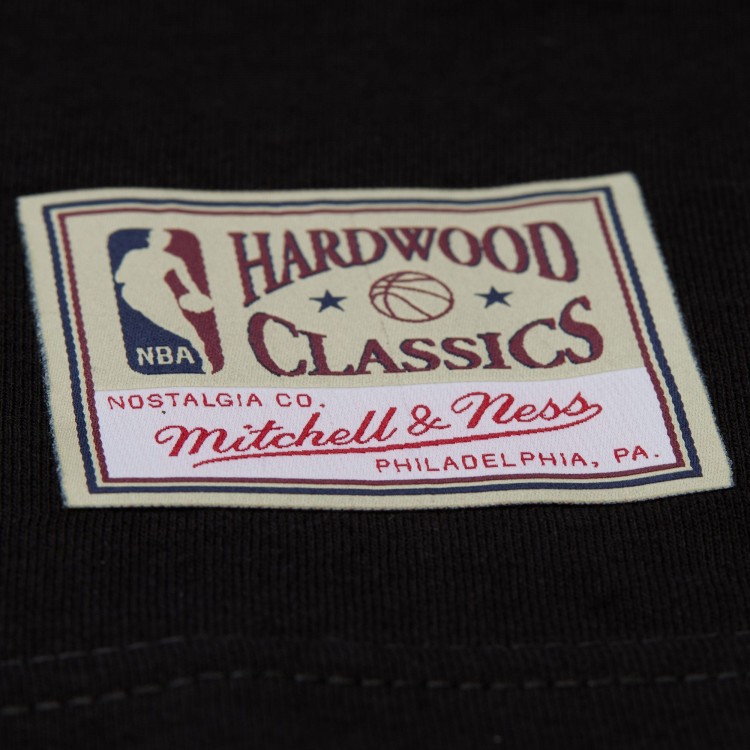 HARDWOOD
CLASSICS
NBA
NOSTALGIA CO.
Mitchell & Ness
PHILADELPHIA, PA.